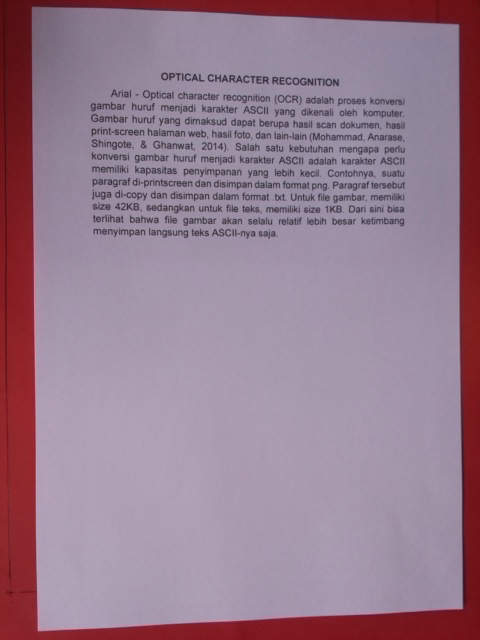 OPTICAL CHARACTER RECOGNITION
Arial - Optical character recognition (OCR) adalah proses konversi
gambar huruf menjadi karakter ASCII yang dikenali oleh komputer.
Gambar huruf yang dimaksud dapat berupa hasil scan dokumen, hasil
print-screen halaman web, hasil foto, dan lain-lain (Mohammad, Anarase,
Shingote, & Ghanwat, 2014). Salah satu kebutuhan mengapa perlu
konversi gambar huruf menjadi karakter ASCII adalah karakter ASCII
memiliki kapasitas penyimpanan yang lebih kecil. Contohnya, suatu
paragraf di-printscreen dan disimpan dalam format png. Paragraf tersebut
juga di-copy dan disimpan dalam format .txt. Untuk file gambar, memiliki
size 42KB, sedangkan untuk file teks, memiliki size 1KB. Dari sini bisa
terlihat bahwa file gambar akan selalu relatif lebih besar ketimbang
menyimpan langsung teks ASCII-nya saja.